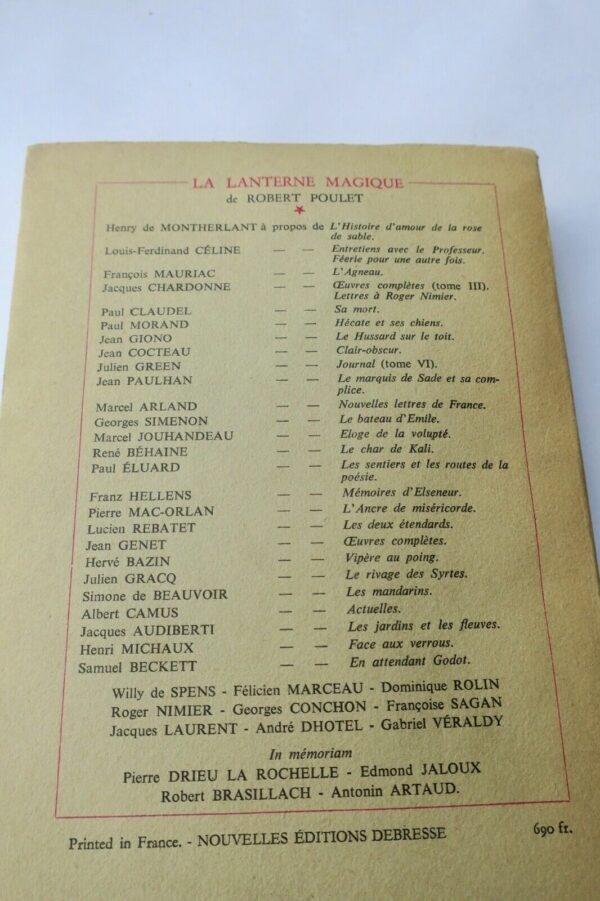 LA LANTERNE MAGIQUE
de ROBERT POULET
Henry de MONTHERLANT à propos de L'Histoire d'amour de la rose
de sable.
Louis-Ferdinand CÉLINE — — Entretiens avec le Professeur.
Féerie pour une autre fois.
François MAURIAC — — L'Agneau.
Jacques CHARDONNE — — Œuvres complètes (tome III).
Lettres à Roger Nimier.
Paul CLAUDEL — — Sa mort.
Paul MORAND — — Hécate et ses chiens.
Jean GIONO — — Le Hussard sur le toit.
Jean COCTEAU — — Clair-obscur.
Julien GREEN — — Journal (tome VI).
Jean PAULHAN — — Le marquis de Sade et sa com-
plice.
Marcel ARLAND — — Nouvelles lettres de France.
Georges SIMENON — — Le bateau d'Emile.
Marcel JOUHANDEAU — — Eloge de la volupté.
René BÉHAINE — — Le char de Kali.
Paul ÉLUARD — — Les sentiers et les routes de la
poésie.
Franz HELLENS — — Mémoires d'Elseneur.
Pierre MAC-ORLAN — — L'Ancre de miséricorde.
Lucien REBATET — — Les deux étendards.
Jean GENET — — Œuvres complètes.
Hervé BAZIN — — Vipère au poing.
Julien GRACQ — — Le rivage des Syrtes.
Simone de BEAUVOIR — — Les mandarins.
Albert CAMUS — — Actuelles.
Jacques AUDIBERTI — — Les jardins et les fleuves.
Henri MICHAUX — — Face aux verrous.
Samuel BECKETT — — En attendant Godot.
Willy de SPENS - Félicien MARCEAU - Dominique ROLIN
Roger NIMIER - Georges CONCHON - Françoise SAGAN
Jacques LAURENT - André DHOTEL - Gabriel VÉRALDY
In mémoriam
Pierre DRIEU LA ROCHELLE - Edmond JALOUX
Robert BRASILLACH - Antonin ARTAUD.
Printed in France. - NOUVELLES ÉDITIONS DEBRESSE 690 fr.